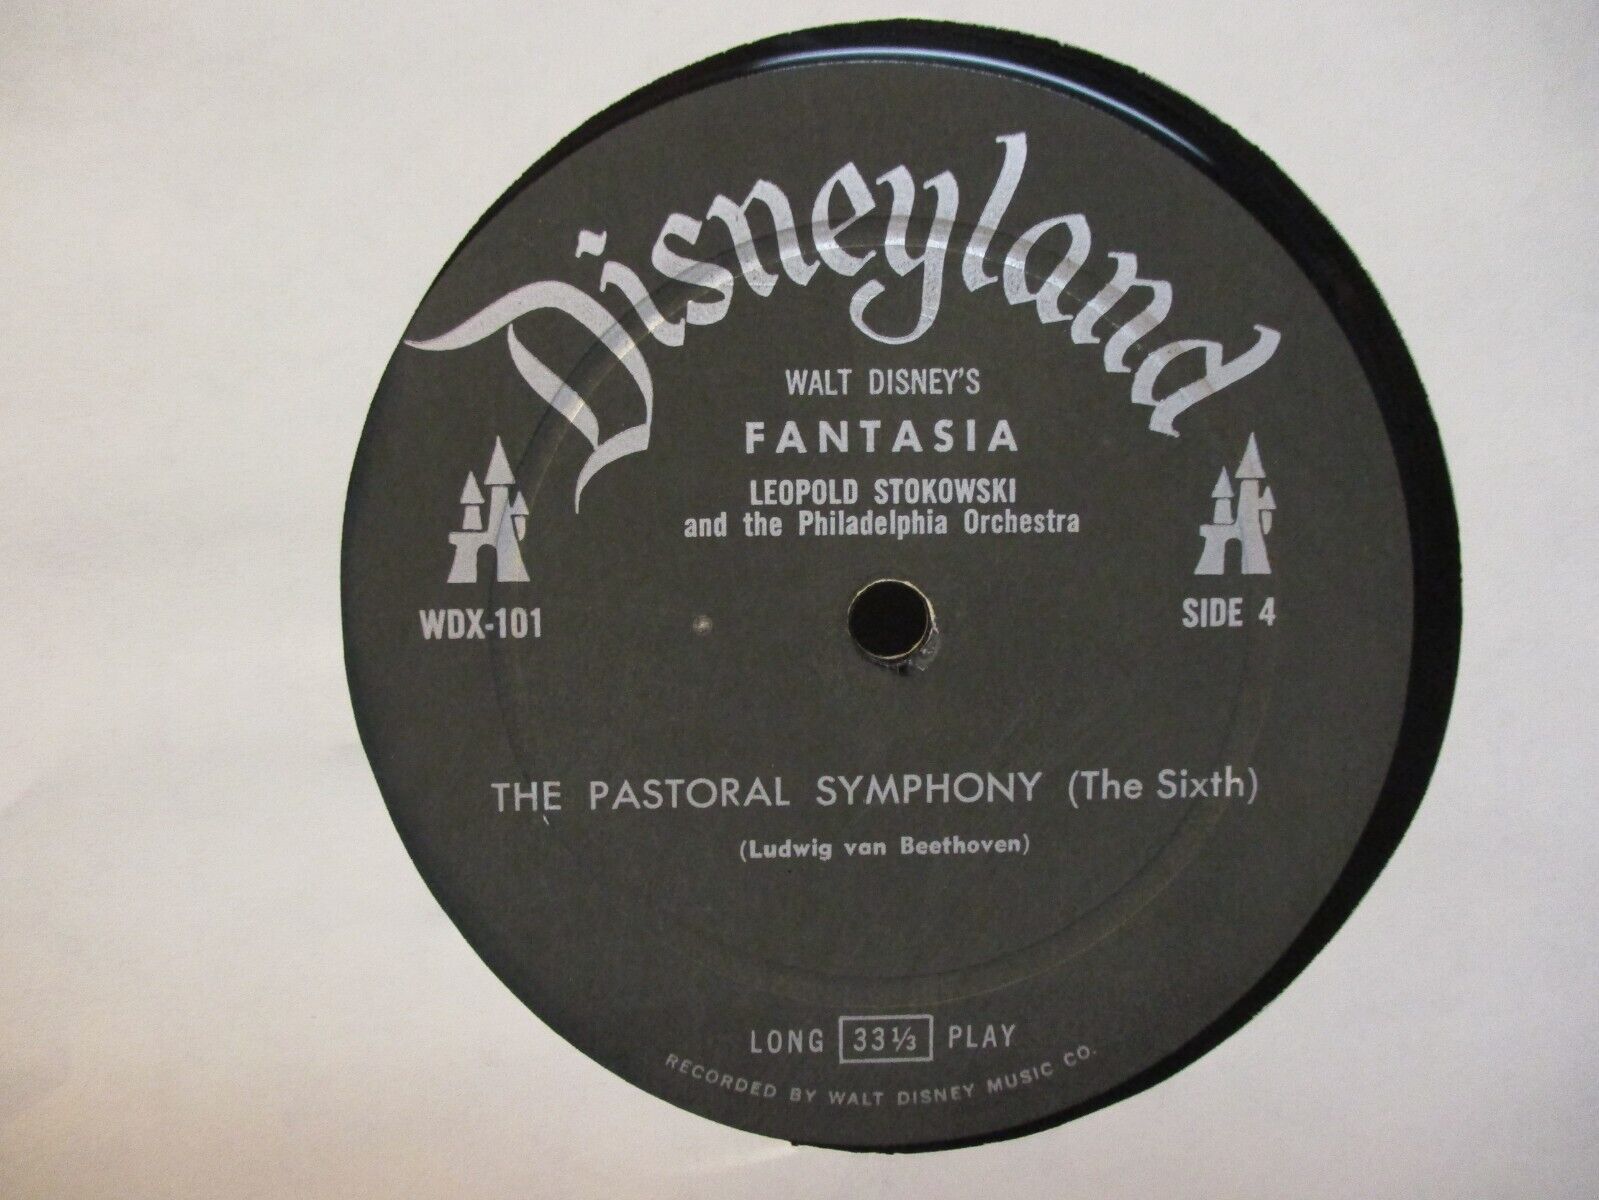 Disneyland
WALT DISNEY'S
FANTASIA
LEOPOLD STOKOWSKI
and the Philadelphia Orchestra
WDX-101
SIDE 4
THE PASTORAL SYMPHONY (The Sixth)
(Ludwig van Beethoven)
LONG 33⅓ PLAY
RECORDED BY WALT DISNEY MUSIC CO.